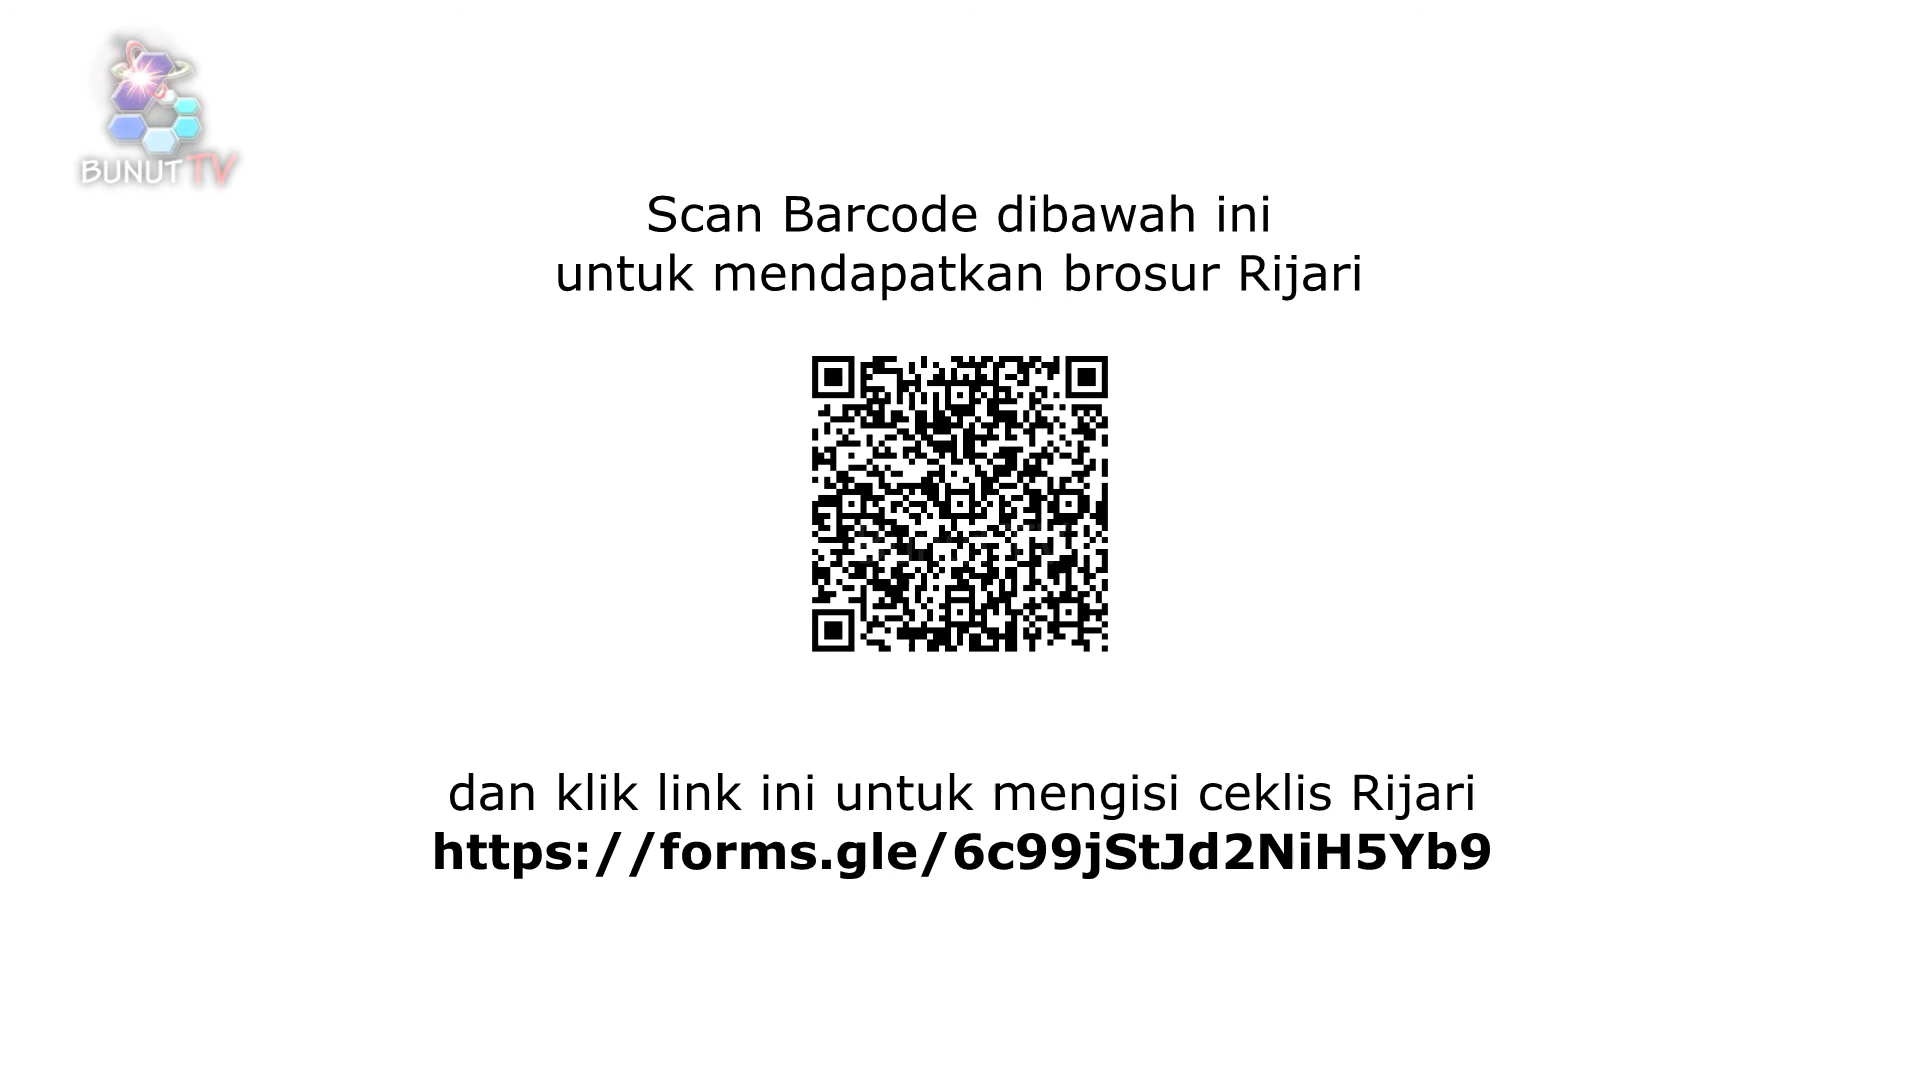 BUNUT TV
Scan Barcode dibawah ini
untuk mendapatkan brosur Rijari
dan klik link ini untuk mengisi ceklis Rijari
https://forms.gle/6c99jStJd2NiH5Yb9